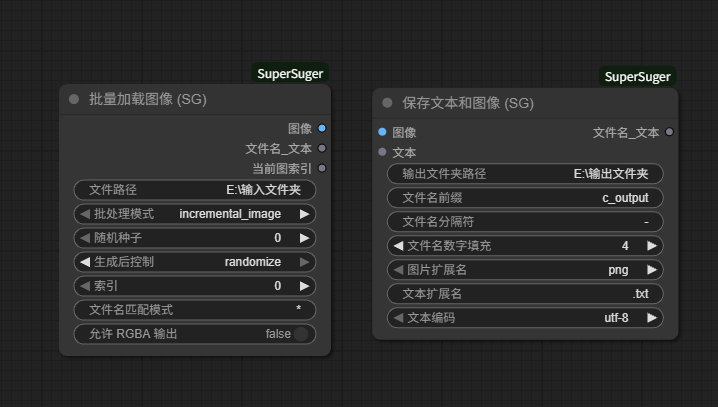 SuperSuger
批量加载图像 (SG)
图像
文件名_文本
当前图索引
文件路径 E:\输入文件夹
批处理模式 incremental_image
随机种子 0
生成后控制 randomize
索引 0
文件名匹配模式 *
允许 RGBA 输出 false
SuperSuger
保存文本和图像 (SG)
图像 文件名_文本
文本
输出文件夹路径 E:\输出文件夹
文件名前缀 c_output
文件名分隔符 -
文件名数字填充 4
图片扩展名 png
文本扩展名 .txt
文本编码 utf-8